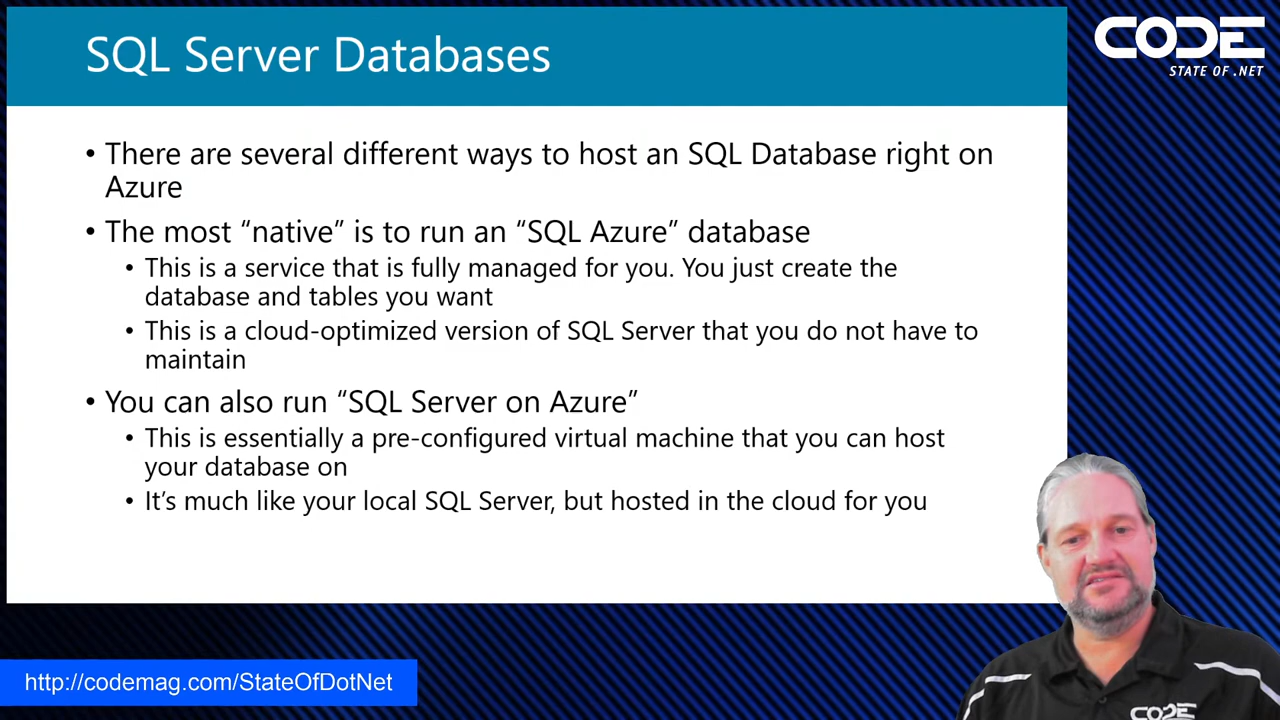 SQL Server Databases
CODE
STATE OF .NET
• There are several different ways to host an SQL Database right on
Azure
• The most “native” is to run an “SQL Azure” database
• This is a service that is fully managed for you. You just create the
database and tables you want
• This is a cloud-optimized version of SQL Server that you do not have to
maintain
• You can also run “SQL Server on Azure”
• This is essentially a pre-configured virtual machine that you can host
your database on
• It’s much like your local SQL Server, but hosted in the cloud for you
http://codemag.com/StateOfDotNet
CODE